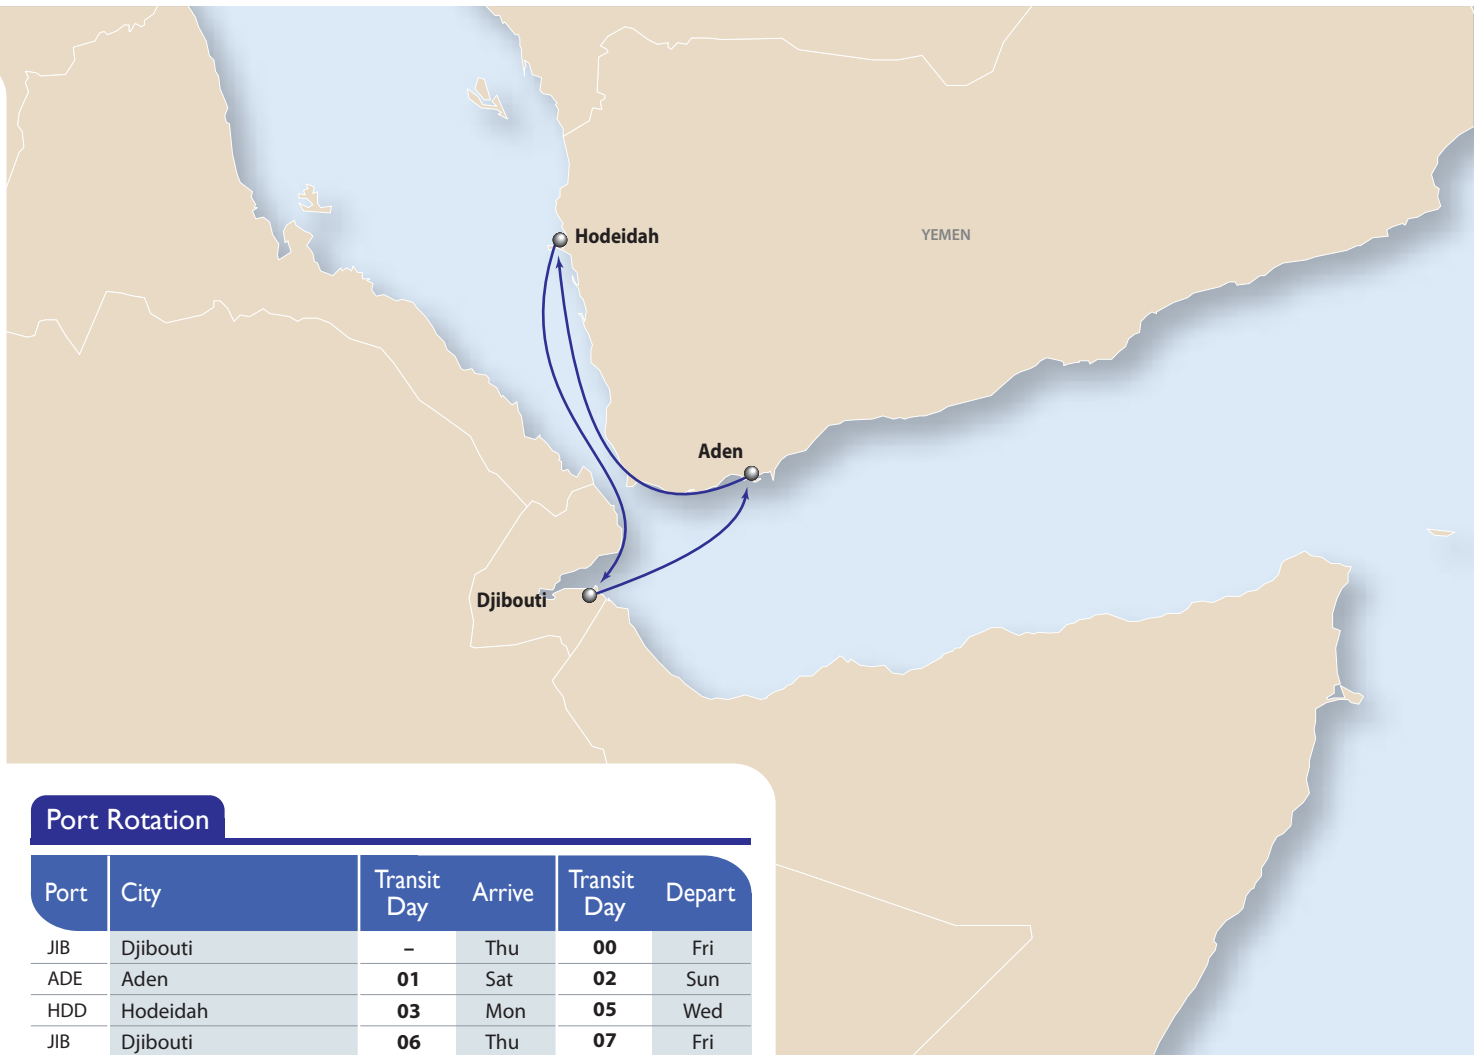 Hodeidah
YEMEN
Aden
Djibouti
Port Rotation
Port City Transit Day Arrive Transit Day Depart
JIB Djibouti – Thu 00 Fri
ADE Aden 01 Sat 02 Sun
HDD Hodeidah 03 Mon 05 Wed
JIB Djibouti 06 Thu 07 Fri